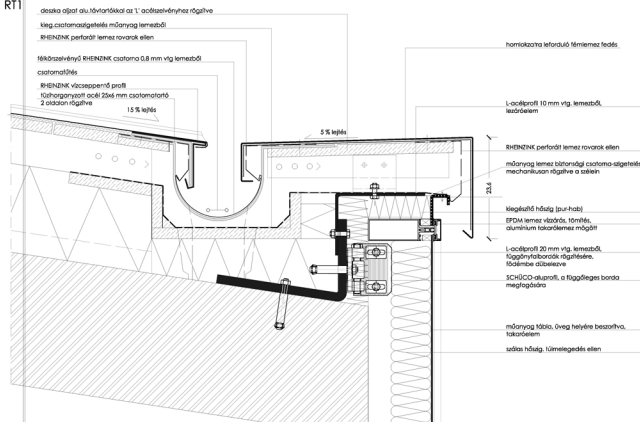 RT1
deszka aljzat alu.távtartókkal az 'L' acélszelvényhez rögzítve
kieg.csatornaszigetelés műanyag lemezből
RHEINZINK perforált lemez rovarok ellen
félkörszelvényű RHEINZINK csatorna 0,8 mm vtg lemezből
csatornafűtés
RHEINZINK vízcseppentő profil
tűzihorganyzott acél 25x6 mm csatornatartó
2 oldalon rögzítve
15 % lejtés
5 % lejtés
23,6
homlokzatra leforduló fémlemez fedés
L-acélprofil 10 mm vtg. lemezből,
lezáróelem
RHEINZINK perforált lemez rovarok ellen
műanyag lemez biztonsági csatorna-szigetelés
mechanikusan rögzítve a szélein
kiegészítő hőszig (pur-hab)
EPDM lemez vízzárás, tömítés,
alumínium takarólemez mögött
L-acélprofil 20 mm vtg. lemezből,
függönyfalbordák rögzítésére,
födémbe dübelezve
SCHÜCO-aluprofil, a függőleges borda
megfogására
műanyag tábla, üveg helyére beszorítva,
takaróelem
szálas hőszig. túlmelegedés ellen